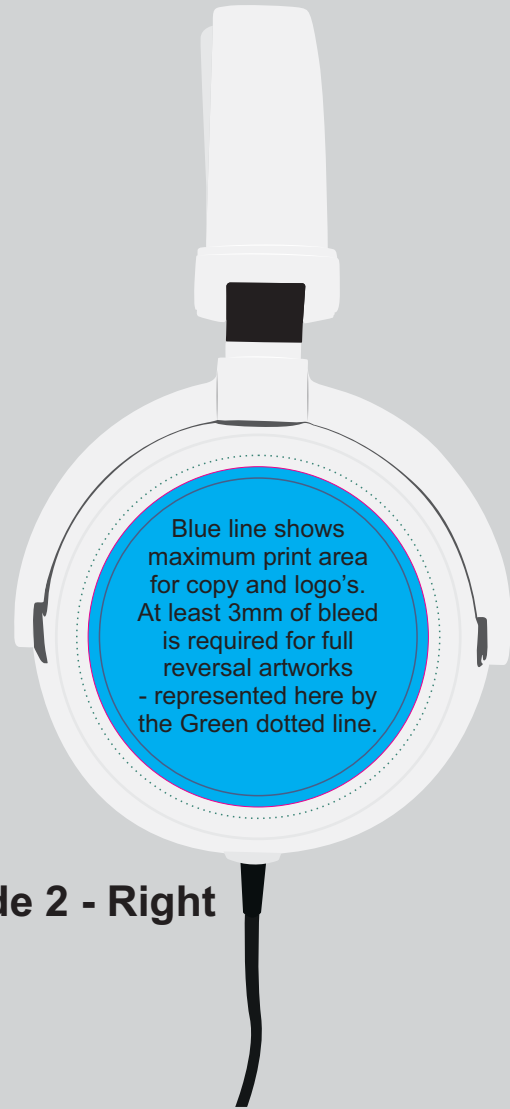 Blue line shows
maximum print area
for copy and logo's.
At least 3mm of bleed
is required for full
reversal artworks
- represented here by
the Green dotted line.
de 2 - Right